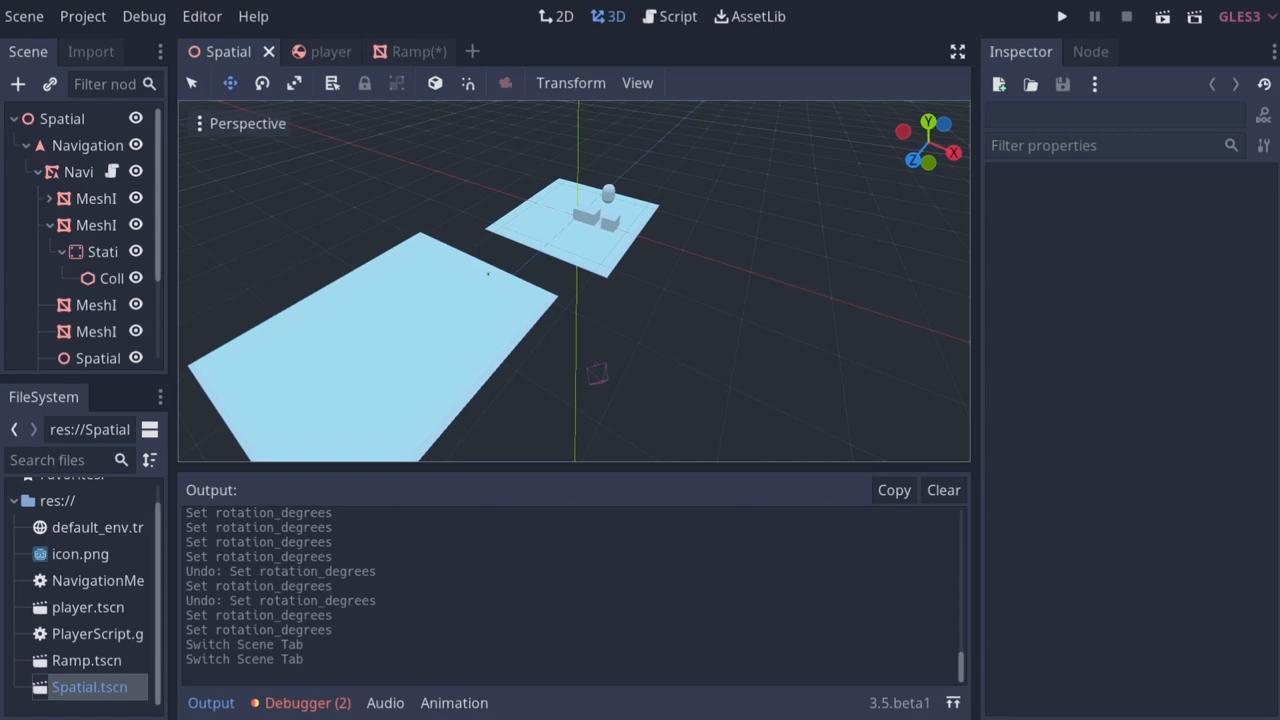 Scene Project Debug Editor Help
2D 3D Script AssetLib
GLES3
Scene Import
Spatial player Ramp(*)
Inspector Node
Filter nod
Transform View
Spatial
Perspective
Y
X
Z
Filter properties
Navigation
Navi
MeshI
MeshI
Stati
Coll
MeshI
MeshI
Spatial
FileSystem
res://Spatial
Search files
Favorites:
res://
default_env.tr
icon.png
NavigationMe
player.tscn
PlayerScript.g
Ramp.tscn
Spatial.tscn
Output:
Copy Clear
Set rotation_degrees
Set rotation_degrees
Set rotation_degrees
Set rotation_degrees
Undo: Set rotation_degrees
Set rotation_degrees
Undo: Set rotation_degrees
Set rotation_degrees
Set rotation_degrees
Switch Scene Tab
Switch Scene Tab
Output Debugger (2) Audio Animation
3.5.beta1